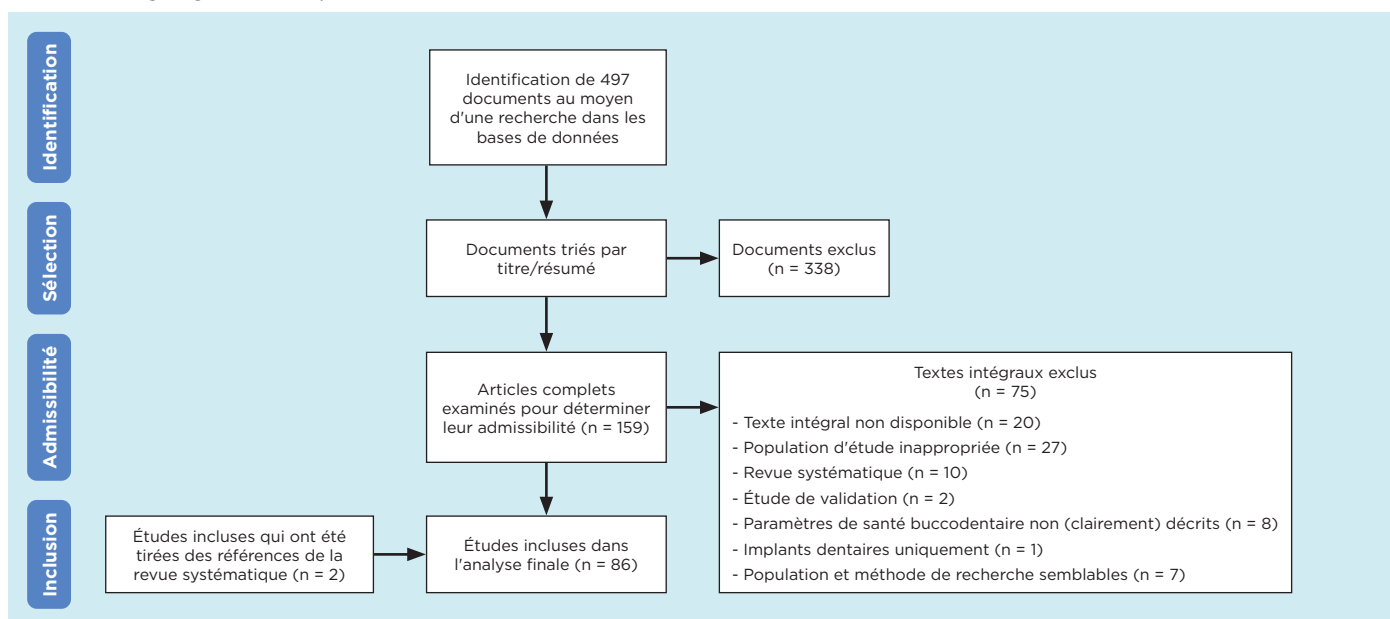 Identification
Identification de 497
documents au moyen
d'une recherche dans les
bases de données
Sélection
Documents triés par
titre/résumé
Documents exclus
(n = 338)
Admissibilité
Articles complets
examinés pour déterminer
leur admissibilité (n = 159)
Textes intégraux exclus
(n = 75)
- Texte intégral non disponible (n = 20)
- Population d'étude inappropriée (n = 27)
- Revue systématique (n = 10)
- Étude de validation (n = 2)
- Paramètres de santé buccodentaire non (clairement) décrits (n = 8)
- Implants dentaires uniquement (n = 1)
- Population et méthode de recherche semblables (n = 7)
Inclusion
Études incluses qui ont été
tirées des références de la
revue systématique (n = 2)
Études incluses dans
l'analyse finale (n = 86)